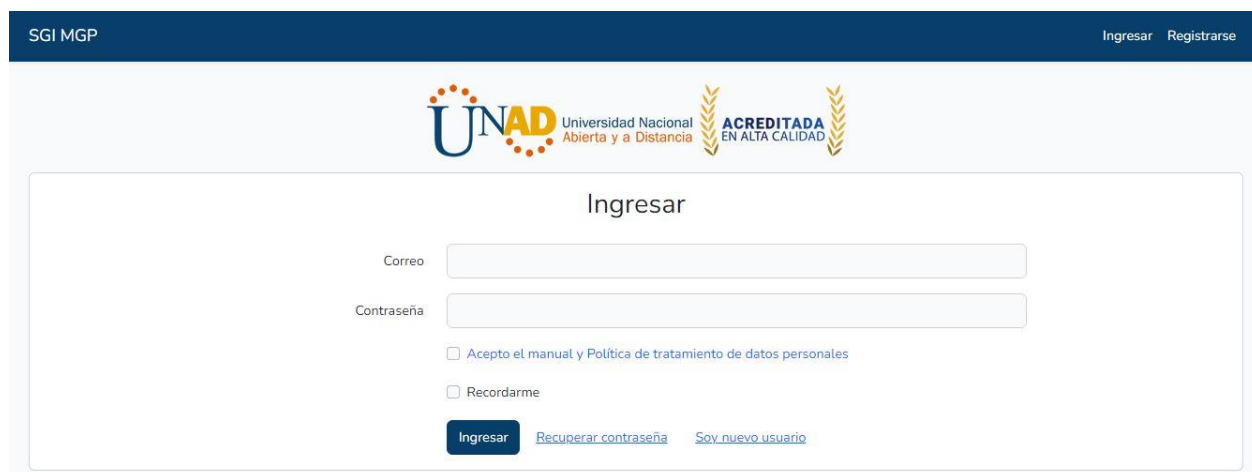 SGI MGP
Ingresar Registrarse
UNAD
Universidad Nacional
Abierta y a Distancia
ACREDITADA
EN ALTA CALIDAD
Ingresar
Correo
Contraseña
Acepto el manual y Política de tratamiento de datos personales
Recordarme
Ingresar Recuperar contraseña Soy nuevo usuario